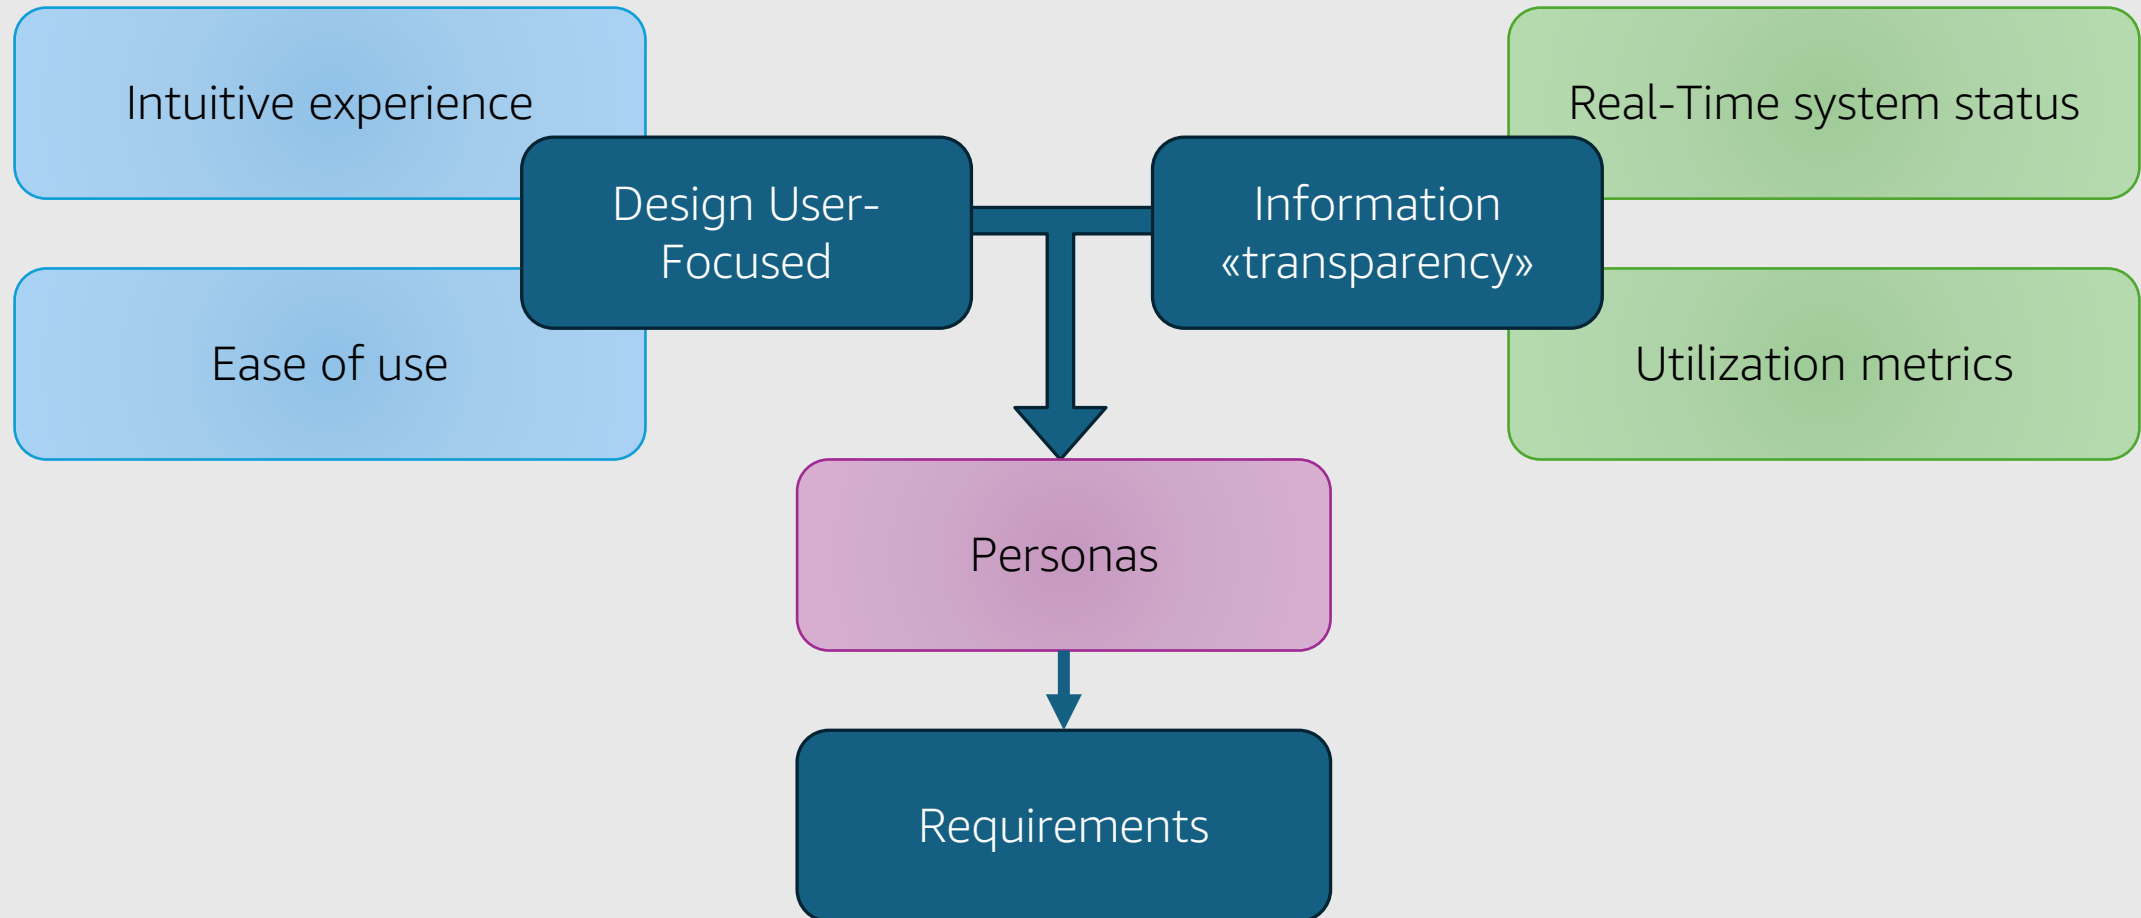 Intuitive experience
Real-Time system status
Design User-
Focused
Information
«transparency»
Ease of use
Utilization metrics
Personas
Requirements